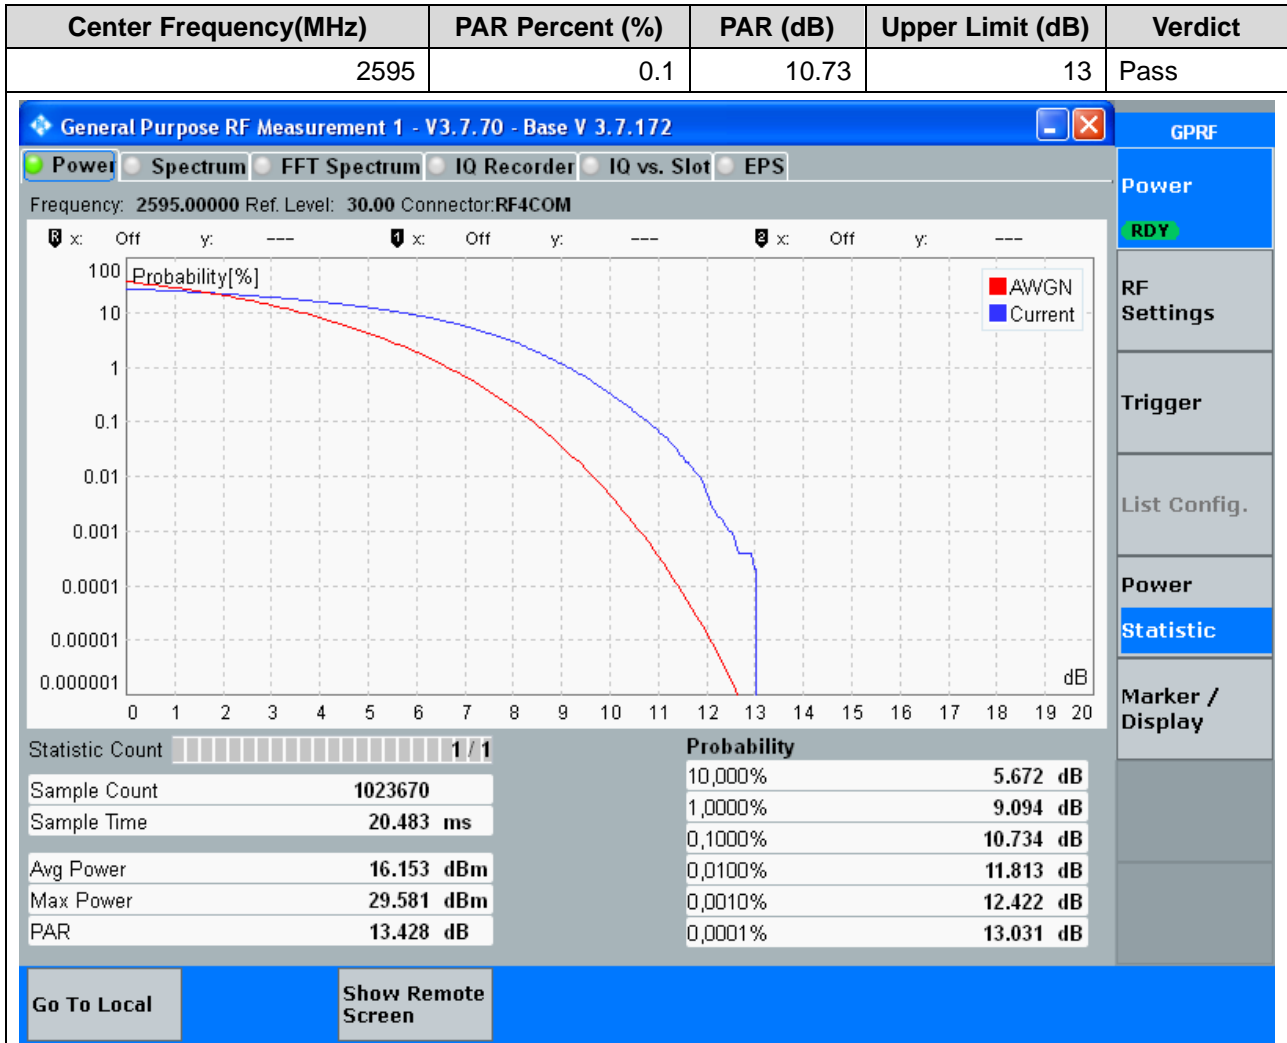 Center Frequency(MHz) PAR Percent (%) PAR (dB) Upper Limit (dB) Verdict
2595 0.1 10.73 13 Pass
General Purpose RF Measurement 1 - V3.7.70 - Base V 3.7.172
GPRF
Power Spectrum FFT Spectrum IQ Recorder IQ vs. Slot EPS
Frequency: 2595.00000 Ref. Level: 30.00 Connector:RF4COM
R x: Off y: --- 1 x: Off y: --- 2 x: Off y: ---
Probability[%]
AWGN
Current
100
10
1
0.1
0.01
0.001
0.0001
0.00001
0.000001
dB
0 1 2 3 4 5 6 7 8 9 10 11 12 13 14 15 16 17 18 19 20
Statistic Count 1 / 1
Sample Count 1023670
Sample Time 20.483 ms
Avg Power 16.153 dBm
Max Power 29.581 dBm
PAR 13.428 dB
Probability
10,000% 5.672 dB
1,0000% 9.094 dB
0,1000% 10.734 dB
0,0100% 11.813 dB
0,0010% 12.422 dB
0,0001% 13.031 dB
Power
RDY
RF
Settings
Trigger
List Config.
Power
Statistic
Marker /
Display
Go To Local
Show Remote
Screen